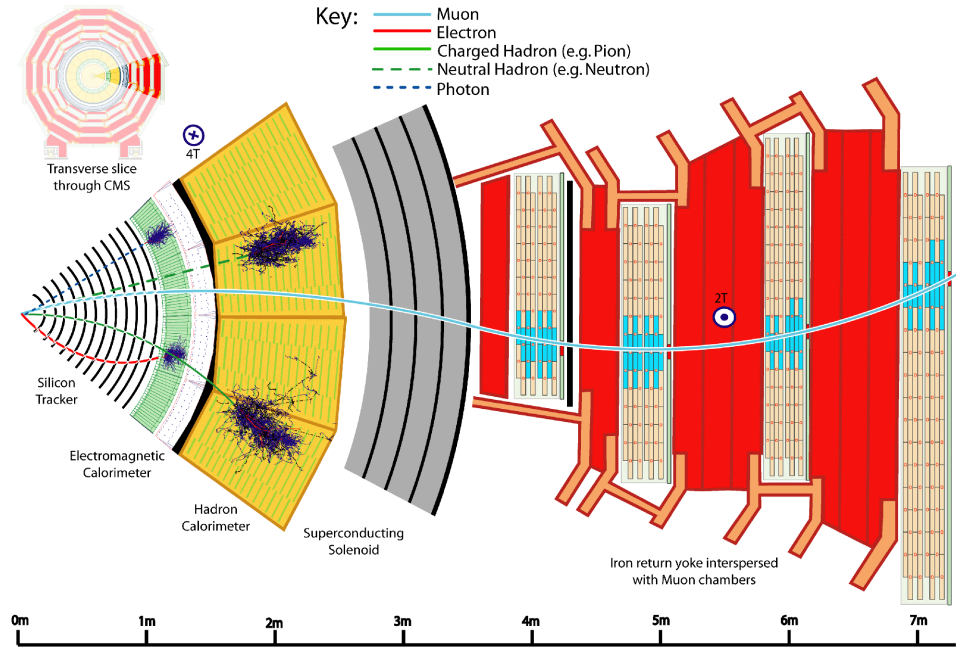 Key:
Muon
Electron
Charged Hadron (e.g. Pion)
Neutral Hadron (e.g. Neutron)
Photon
Transverse slice
through CMS
4T
2T
Silicon
Tracker
Electromagnetic
Calorimeter
Hadron
Calorimeter
Superconducting
Solenoid
Iron return yoke interspersed
with Muon chambers
0m 1m 2m 3m 4m 5m 6m 7m